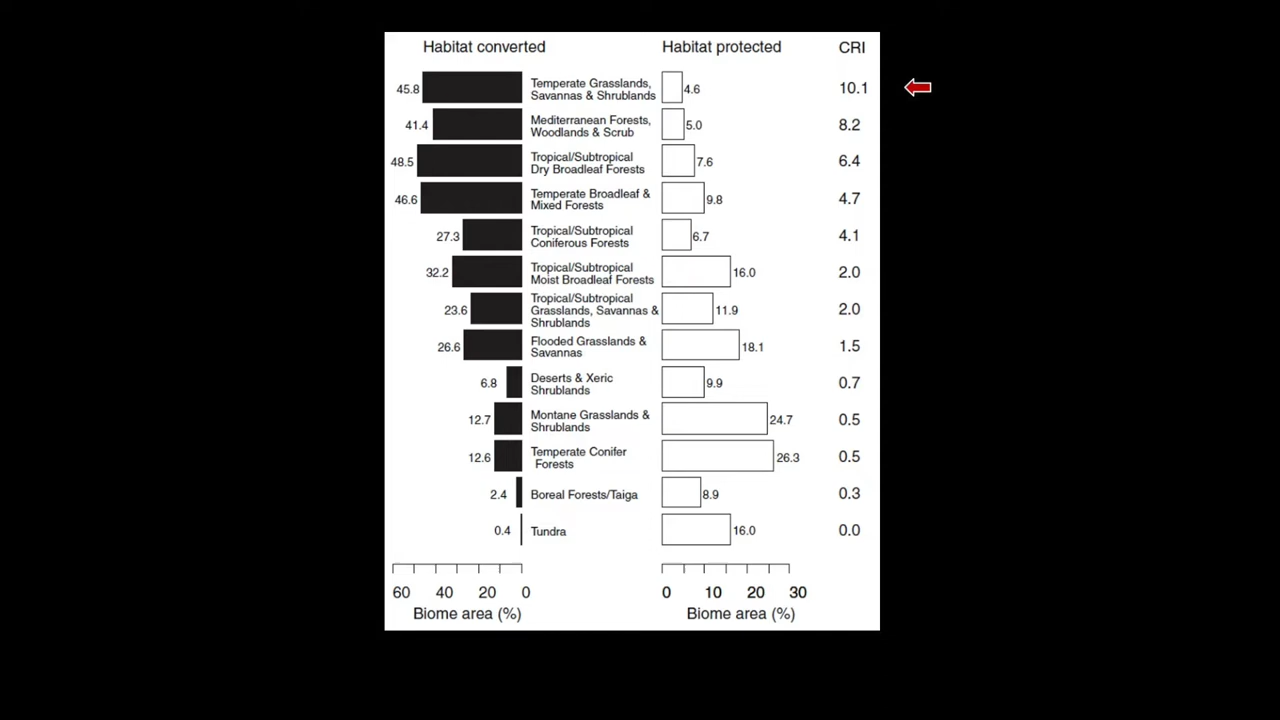 Habitat converted Habitat protected CRI
45.8 Temperate Grasslands, Savannas & Shrublands 4.6 10.1
41.4 Mediterranean Forests, Woodlands & Scrub 5.0 8.2
48.5 Tropical/Subtropical Dry Broadleaf Forests 7.6 6.4
46.6 Temperate Broadleaf & Mixed Forests 9.8 4.7
27.3 Tropical/Subtropical Coniferous Forests 6.7 4.1
32.2 Tropical/Subtropical Moist Broadleaf Forests 16.0 2.0
23.6 Tropical/Subtropical Grasslands, Savannas & Shrublands 11.9 2.0
26.6 Flooded Grasslands & Savannas 18.1 1.5
6.8 Deserts & Xeric Shrublands 9.9 0.7
12.7 Montane Grasslands & Shrublands 24.7 0.5
12.6 Temperate Conifer Forests 26.3 0.5
2.4 Boreal Forests/Taiga 8.9 0.3
0.4 Tundra 16.0 0.0
60 40 20 0 0 10 20 30
Biome area (%) Biome area (%)